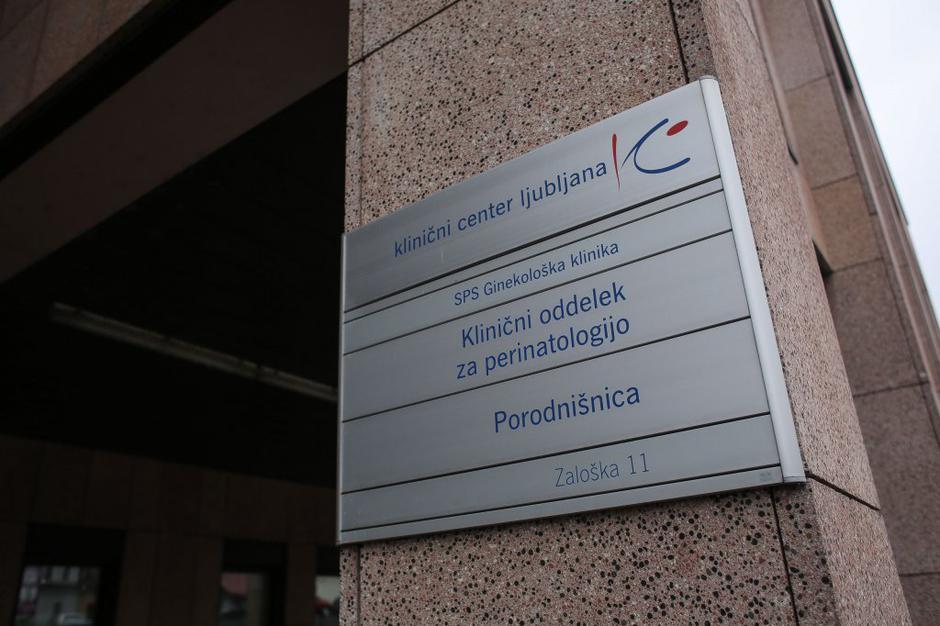 klinični center ljubljana
SPS Ginekološka klinika
Klinični oddelek
za perinatologijo
Porodnišnica
Zaloška 11